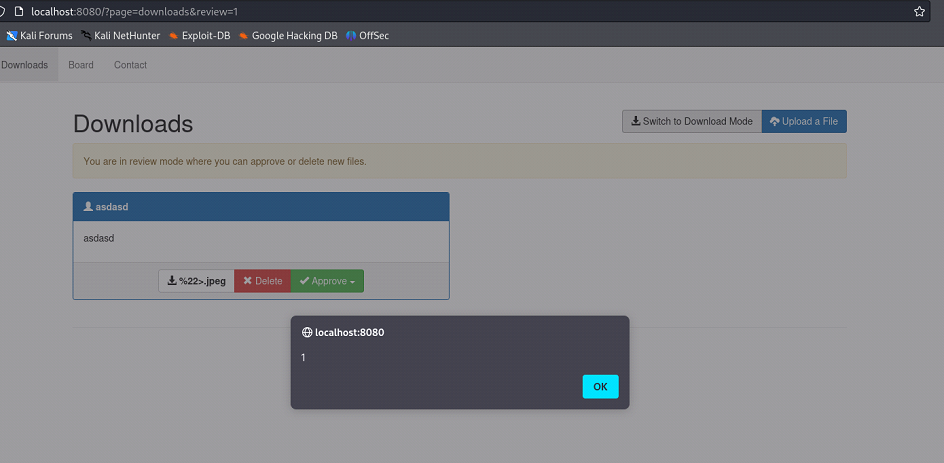 localhost:8080/?page=downloads&review=1
Kali Forums Kali NetHunter Exploit-DB Google Hacking DB OffSec
Downloads Board Contact
Downloads
Switch to Download Mode Upload a File
You are in review mode where you can approve or delete new files.
asdasd
asdasd
%22>.jpeg Delete Approve
localhost:8080
1
OK